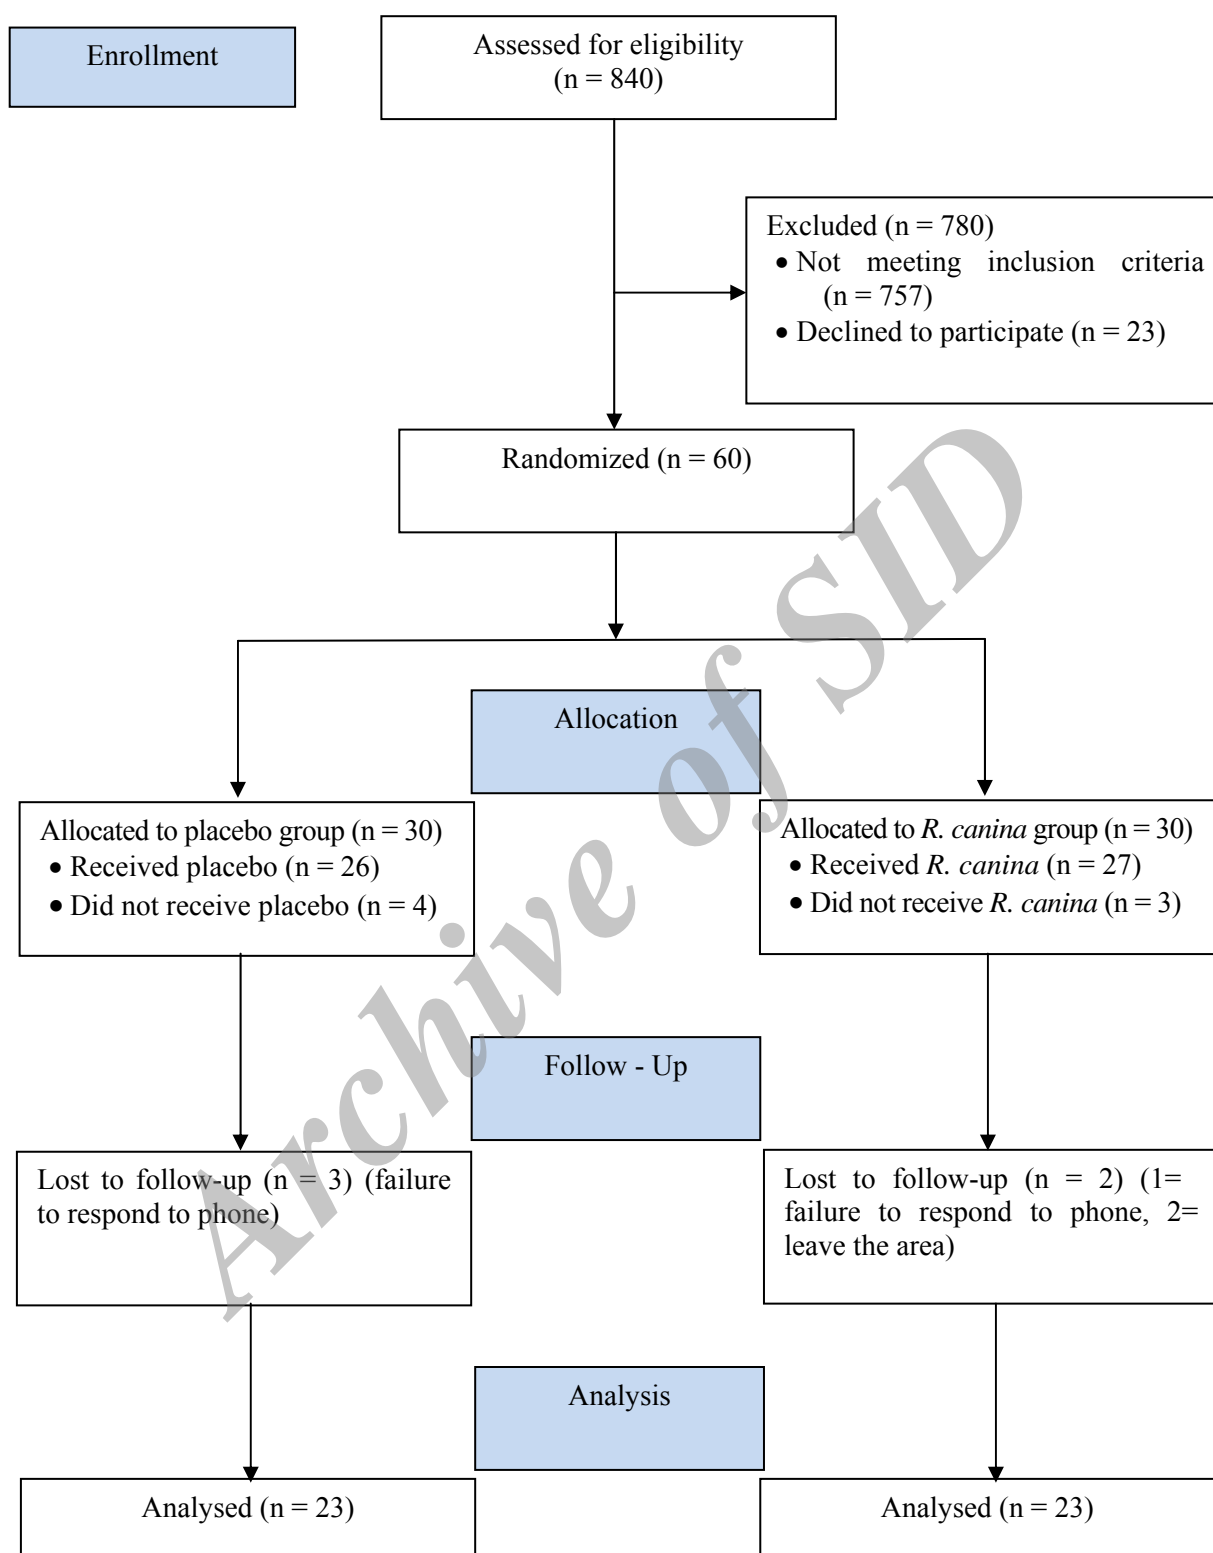 Enrollment
Assessed for eligibility
(n = 840)
Excluded (n = 780)
• Not meeting inclusion criteria
(n = 757)
• Declined to participate (n = 23)
Randomized (n = 60)
Allocation
Allocated to placebo group (n = 30)
• Received placebo (n = 26)
• Did not receive placebo (n = 4)
Allocated to R. canina group (n = 30)
• Received R. canina (n = 27)
• Did not receive R. canina (n = 3)
Follow - Up
Lost to follow-up (n = 3) (failure
to respond to phone)
Lost to follow-up (n = 2) (1=
failure to respond to phone, 2=
leave the area)
Analysis
Analysed (n = 23)
Analysed (n = 23)
Archive of SID